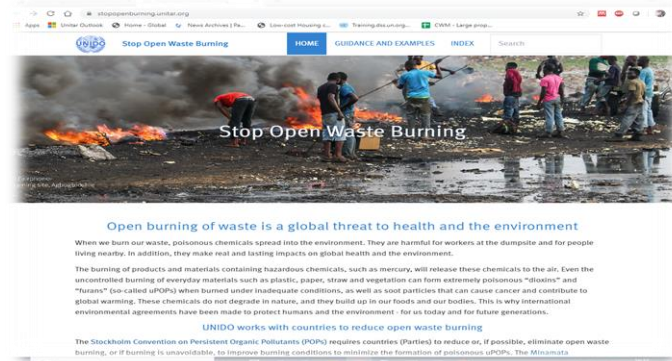 stopopenburning.unitar.org
Apps Unitar Outlook Home - Global News Archives | Pa... Low-cost Housing c... Training.dss.un.org... CWM - Large prop...
UNIDO Stop Open Waste Burning HOME GUIDANCE AND EXAMPLES INDEX Search
Stop Open Waste Burning
Open burning of waste is a global threat to health and the environment
When we burn our waste, poisonous chemicals spread into the environment. They are harmful for workers at the dumpsite and for people
living nearby. In addition, they make real and lasting impacts on global health and the environment.
The burning of products and materials containing hazardous chemicals, such as mercury, will release these chemicals to the air. Even the
uncontrolled burning of everyday materials such as plastic, paper, straw and vegetation can form extremely poisonous "dioxins" and
"furans" (so-called uPOPs) when burned under inadequate conditions, as well as soot particles that can cause cancer and contribute to
global warming. These chemicals do not degrade in nature, and they build up in our foods and our bodies. This is why international
environmental agreements have been made to protect humans and the environment - for us today and for future generations.
UNIDO works with countries to reduce open waste burning
The Stockholm Convention on Persistent Organic Pollutants (POPs) requires countries (Parties) to reduce or, if possible, eliminate open waste
burning, or if burning is unavoidable, to improve burning conditions to minimize the formation of poisonous uPOPs. The Minamata